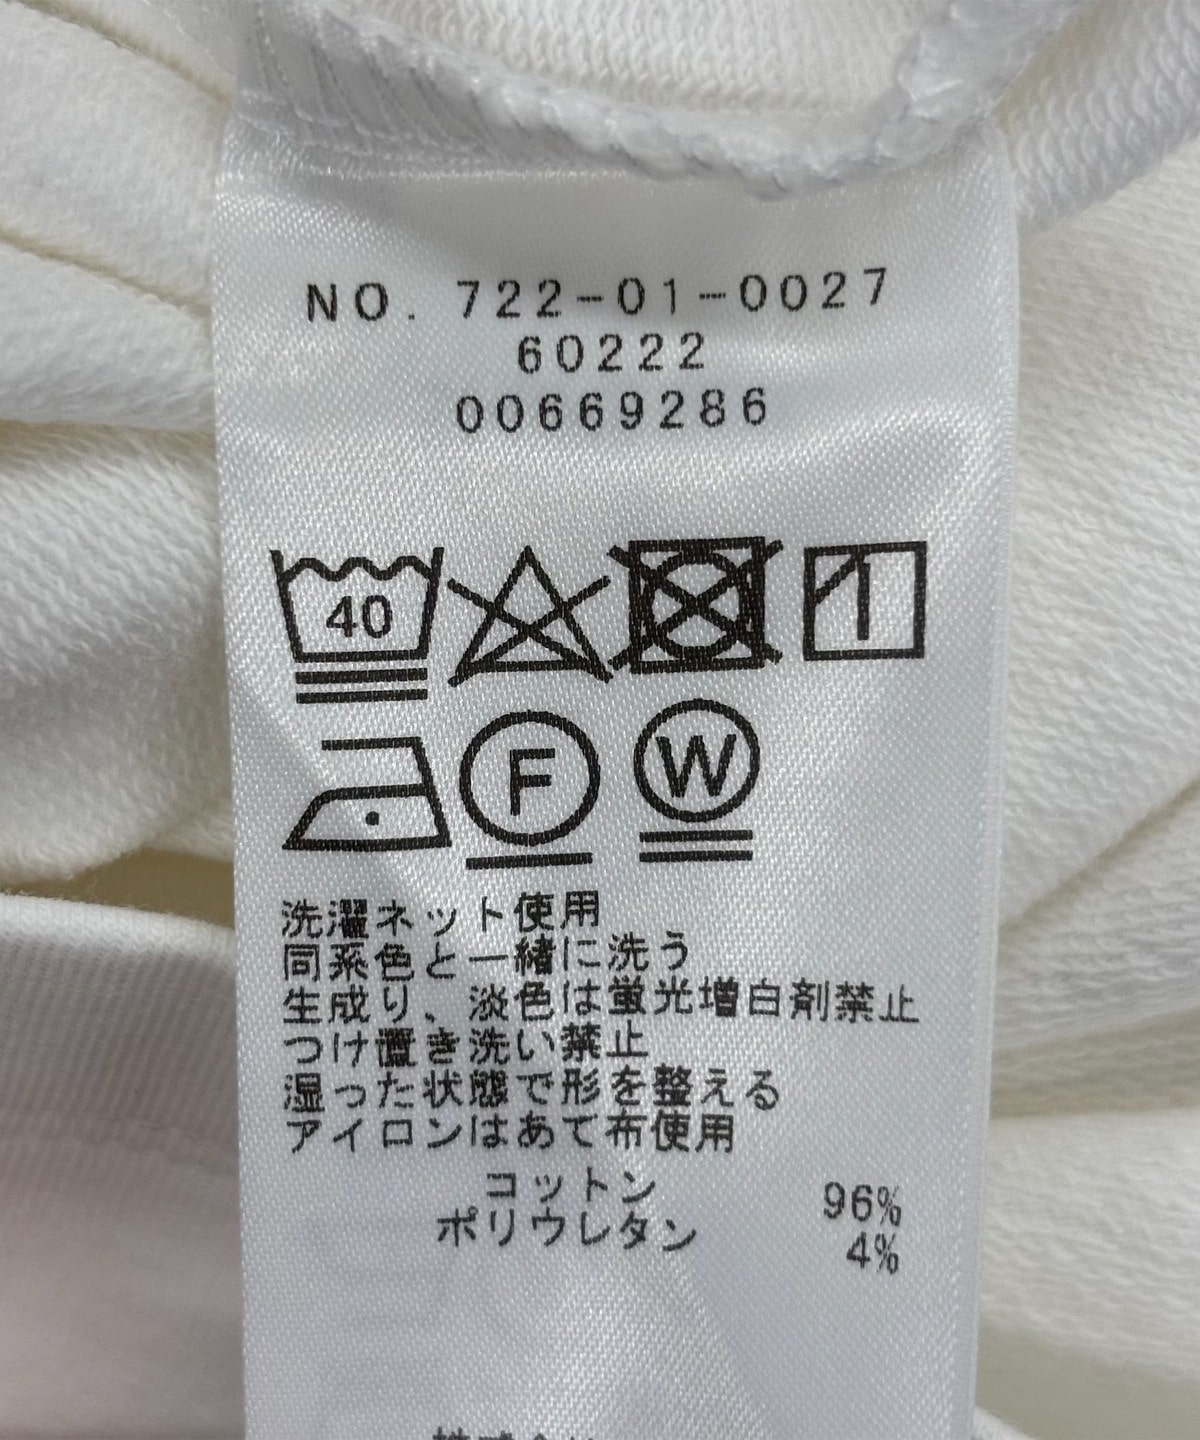 NO. 722-01-0027
60222
00669286
40
F
W
洗濯ネット使用
同系色と一緒に洗う
生成り、淡色は蛍光増白剤禁止
つけ置き洗い禁止
湿った状態で形を整える
アイロンはあて布使用
コットン 96%
ポリウレタン 4%